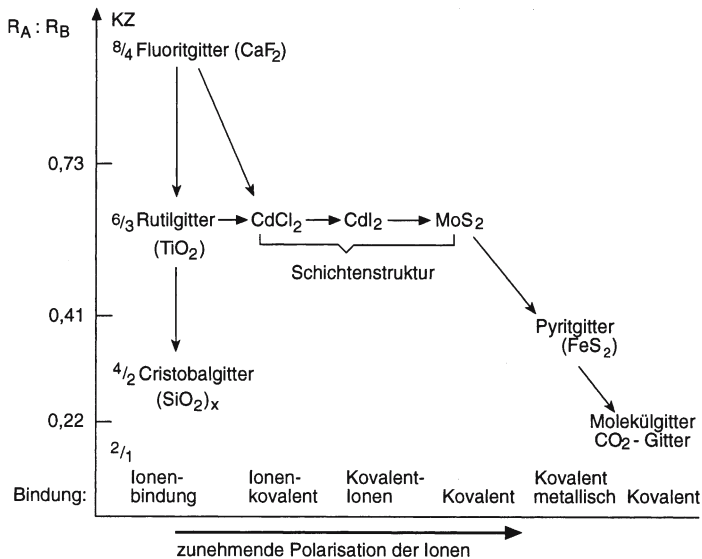 R_A : R_B
KZ
8/4 Fluoritgitter (CaF2)
0,73
6/3 Rutilgitter CdCl2 CdI2 MoS2
(TiO2)
Schichtenstruktur
0,41
Pyritgitter
(FeS2)
4/2 Cristobalgitter
(SiO2)x
0,22
Molekülgitter
CO2 - Gitter
2/1
Bindung:
Ionen-
bindung
Ionen-
kovalent
Kovalent-
Ionen
Kovalent
Kovalent
metallisch
Kovalent
zunehmende Polarisation der Ionen